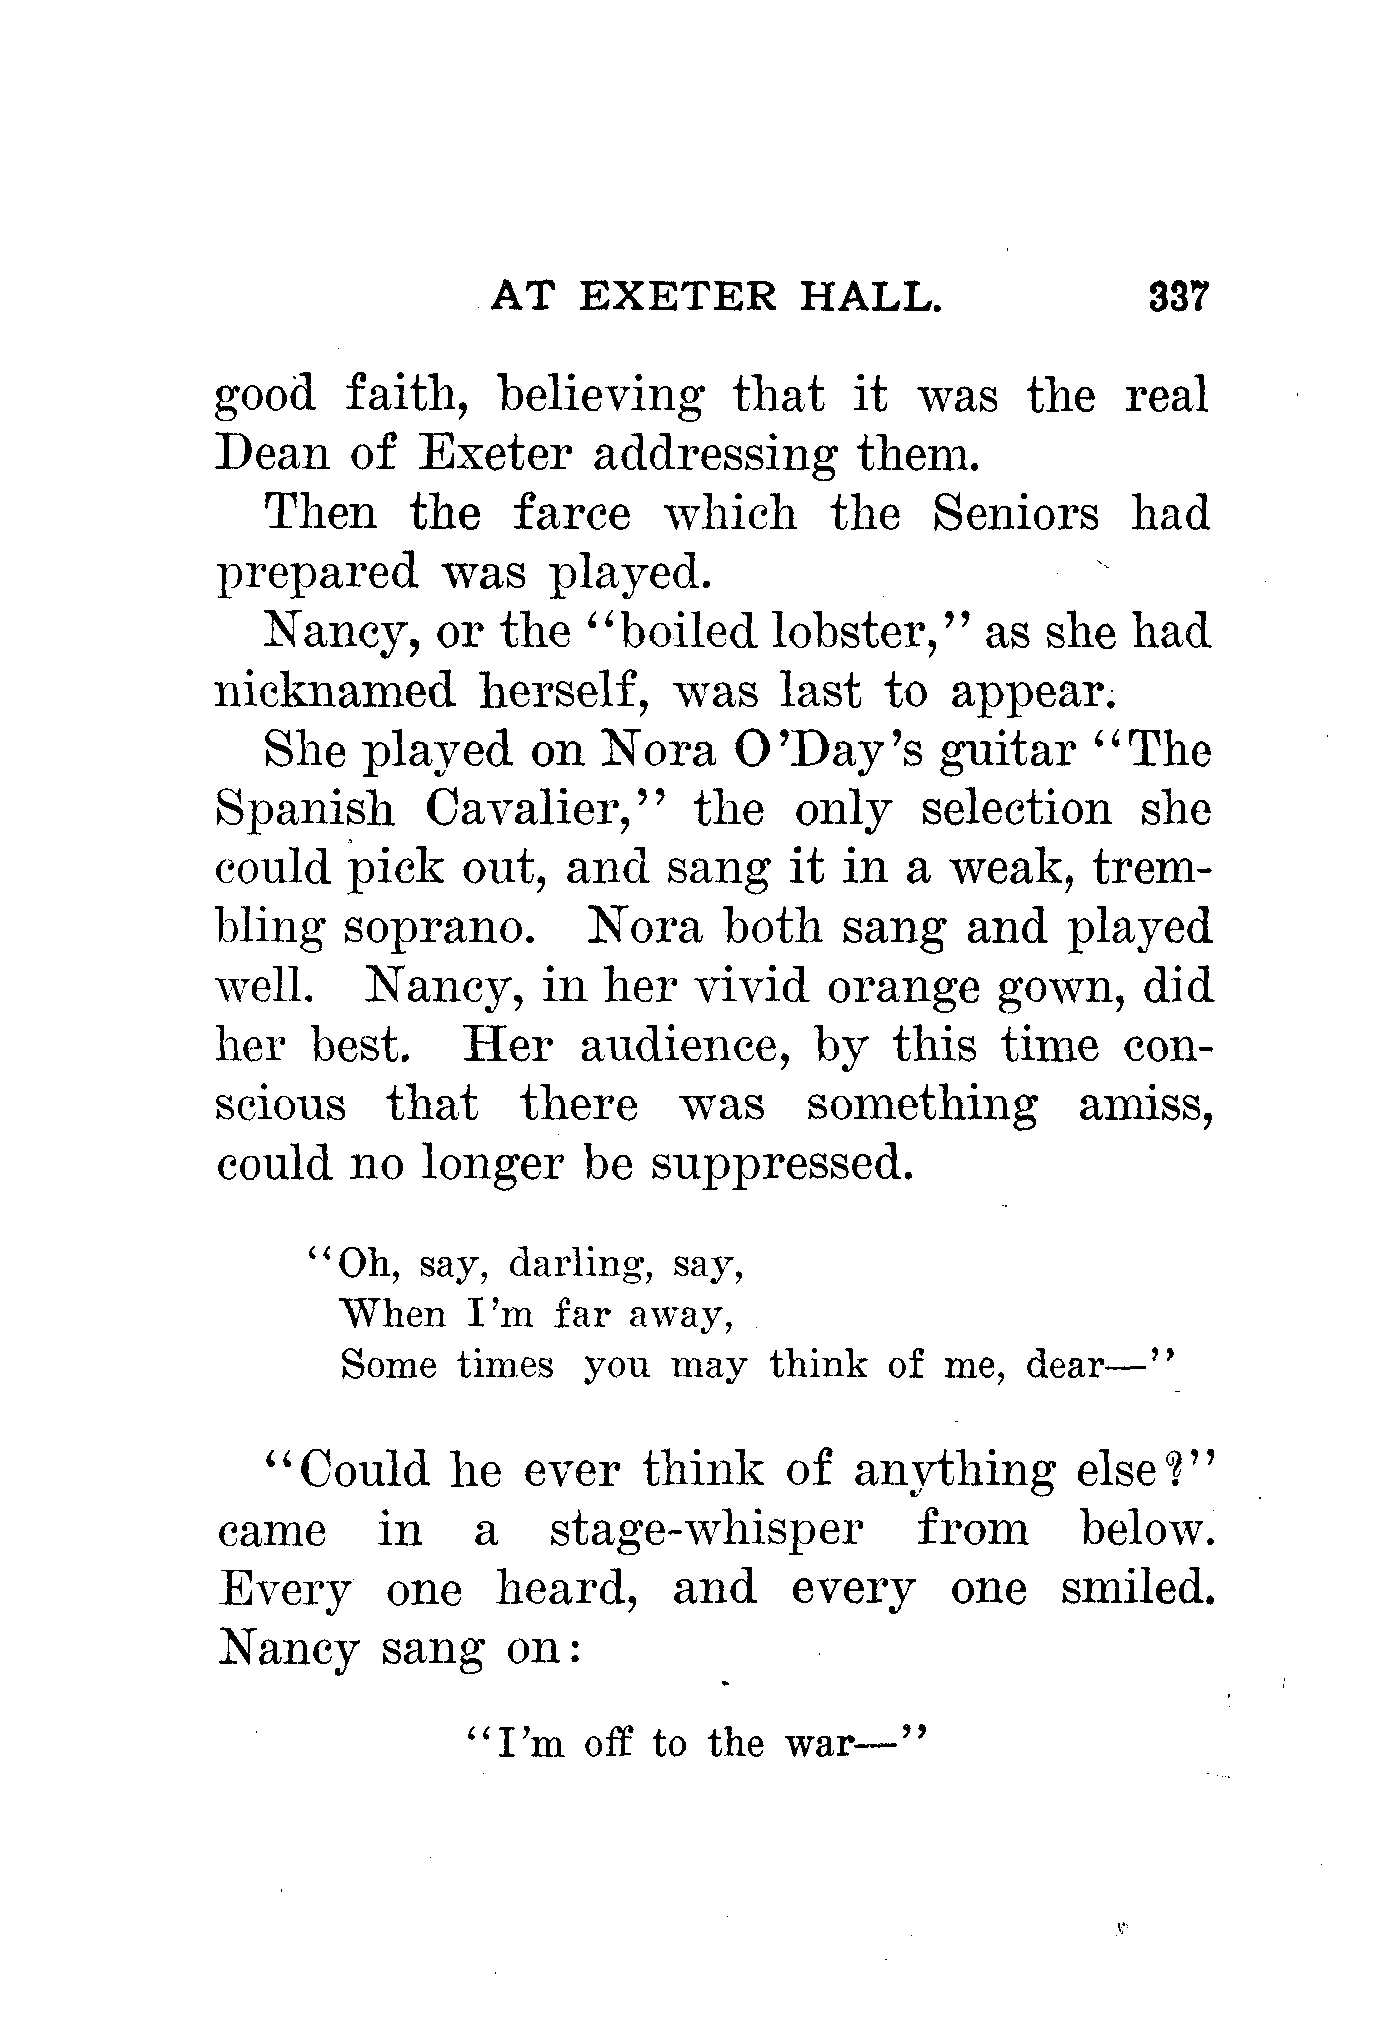 AT EXETER HALL. 337
good faith, believing that it was the real
Dean of Exeter addressing them.
Then the farce which the Seniors had
prepared was played.
Nancy, or the "boiled lobster," as she had
nicknamed herself, was last to appear.
She played on Nora O'Day's guitar "The
Spanish Cavalier," the only selection she
could pick out, and sang it in a weak, trem-
bling soprano. Nora both sang and played
well. Nancy, in her vivid orange gown, did
her best. Her audience, by this time con-
scious that there was something amiss,
could no longer be suppressed.
"Oh, say, darling, say,
When I'm far away,
Some times you may think of me, dear—"
"Could he ever think of anything else?"
came in a stage-whisper from below.
Every one heard, and every one smiled.
Nancy sang on:
"I'm off to the war—"